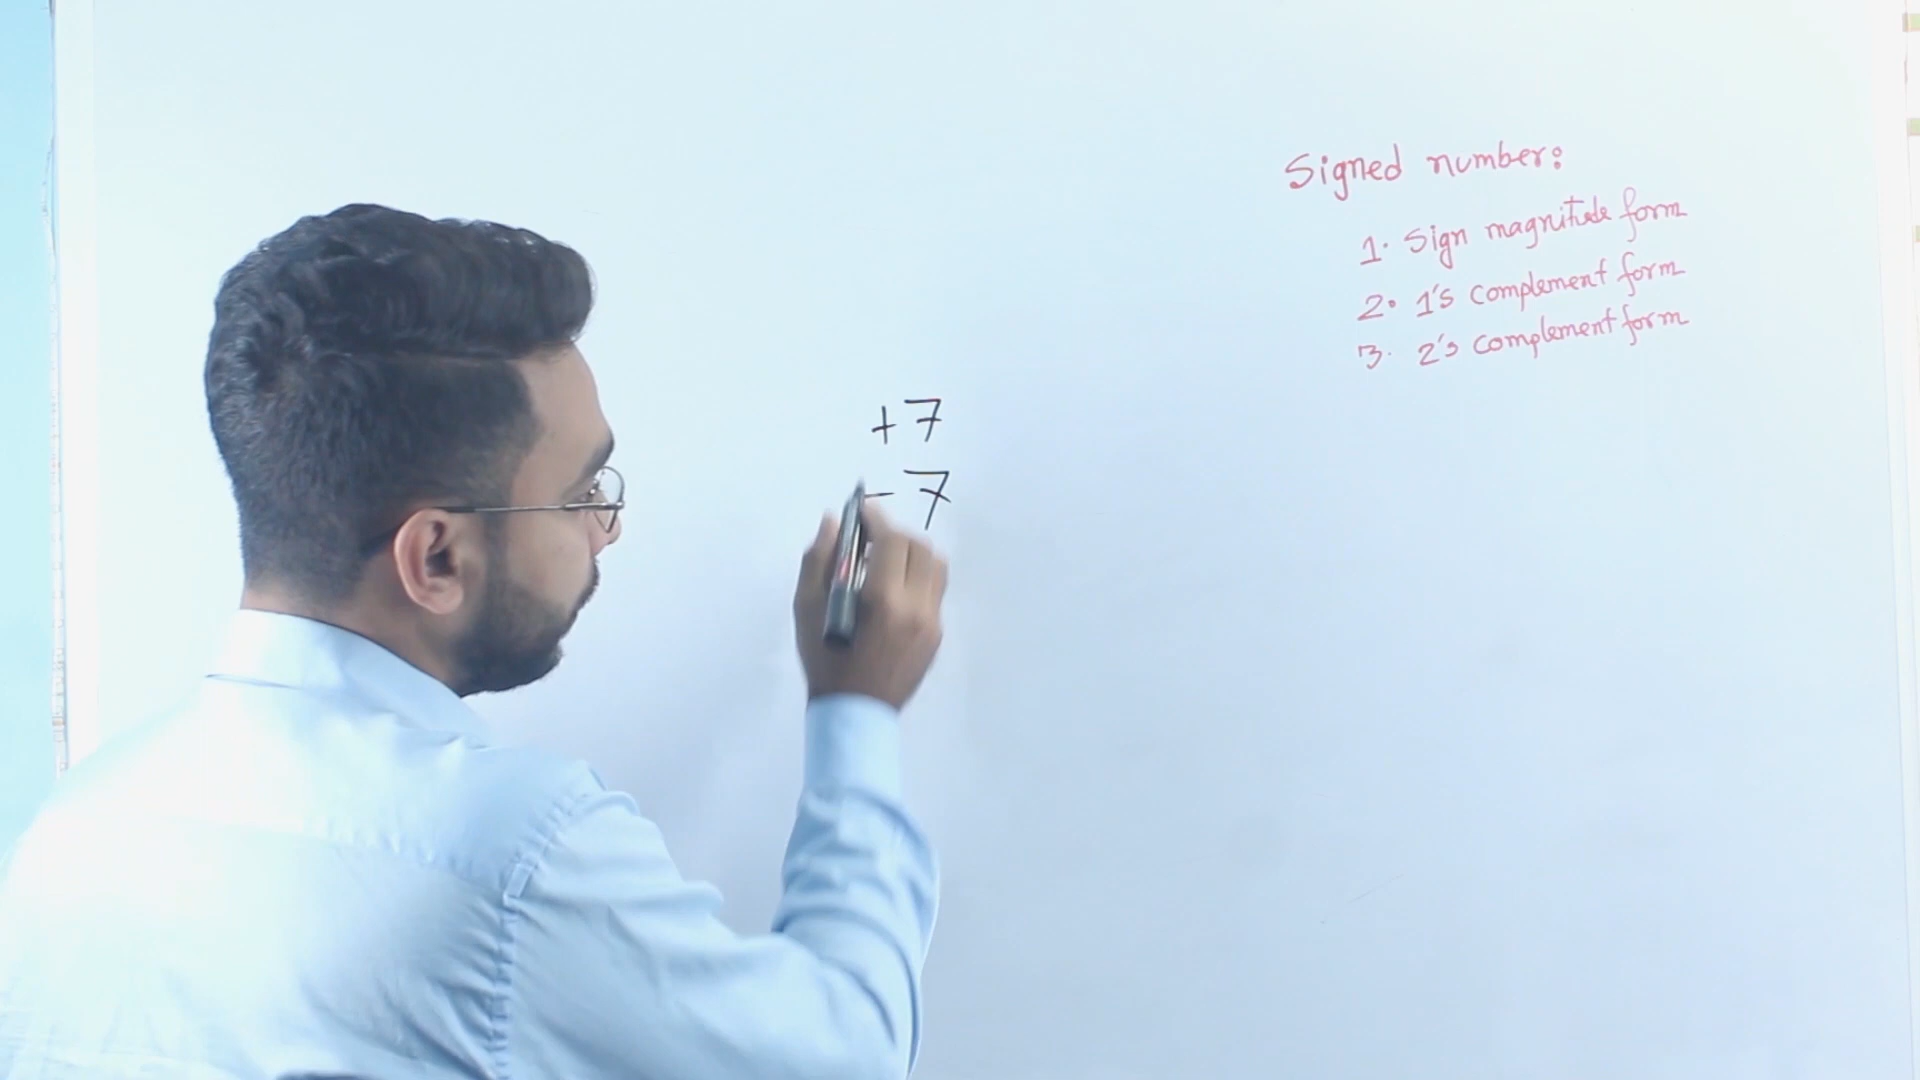 Signed number:
1. Sign magnitude form
2. 1's complement form
3. 2's complement form
+7
-7